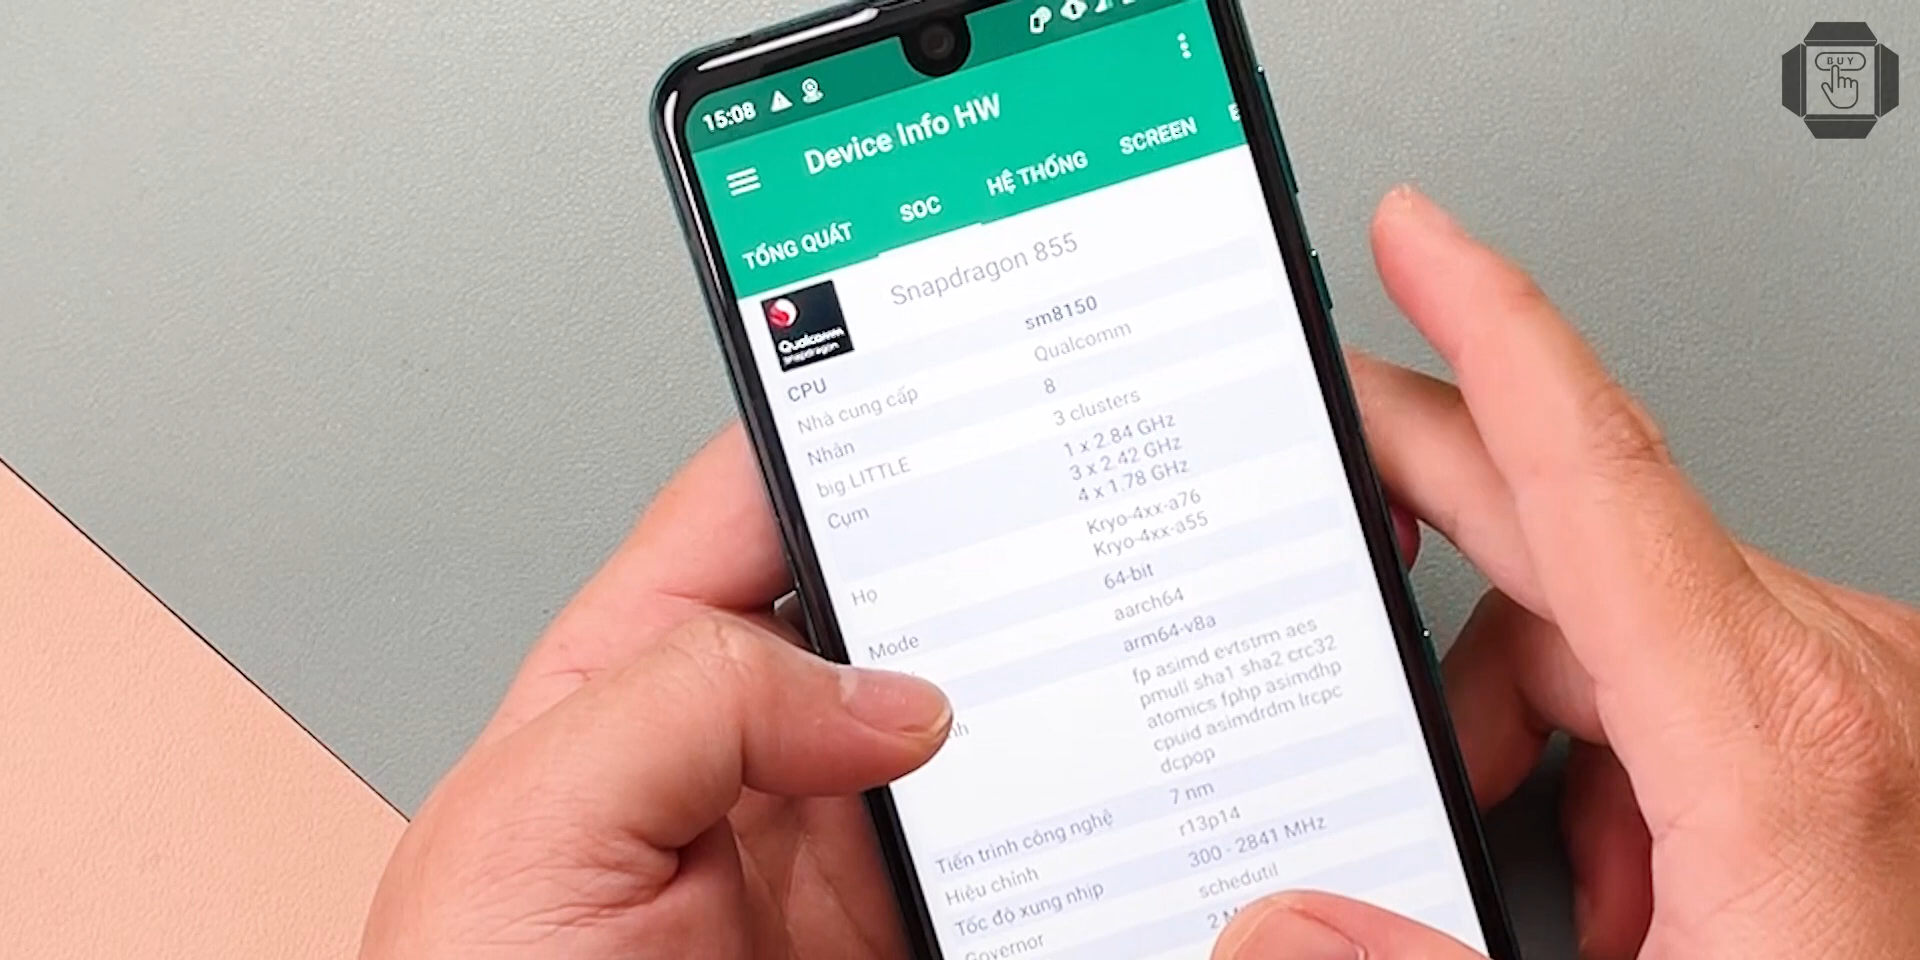 BUY
15:08
Device Info HW
TỔNG QUÁT SOC HỆ THỐNG SCREEN
Snapdragon 855
Qualcomm
snapdragon
CPU sm8150
Nhà cung cấp Qualcomm
Nhân 8
big.LITTLE 3 clusters
Cụm 1 x 2.84 GHz
3 x 2.42 GHz
4 x 1.78 GHz
Họ Kryo-4xx-a76
Kryo-4xx-a55
Mode 64-bit
aarch64
arm64-v8a
fp asimd evtstrm aes
pmull sha1 sha2 crc32
atomics fphp asimdhp
cpuid asimdrdm lrcpc
dcpop
Tiến trình công nghệ 7 nm
Hiệu chỉnh r13p14
Tốc độ xung nhịp 300 - 2841 MHz
Governor schedutil